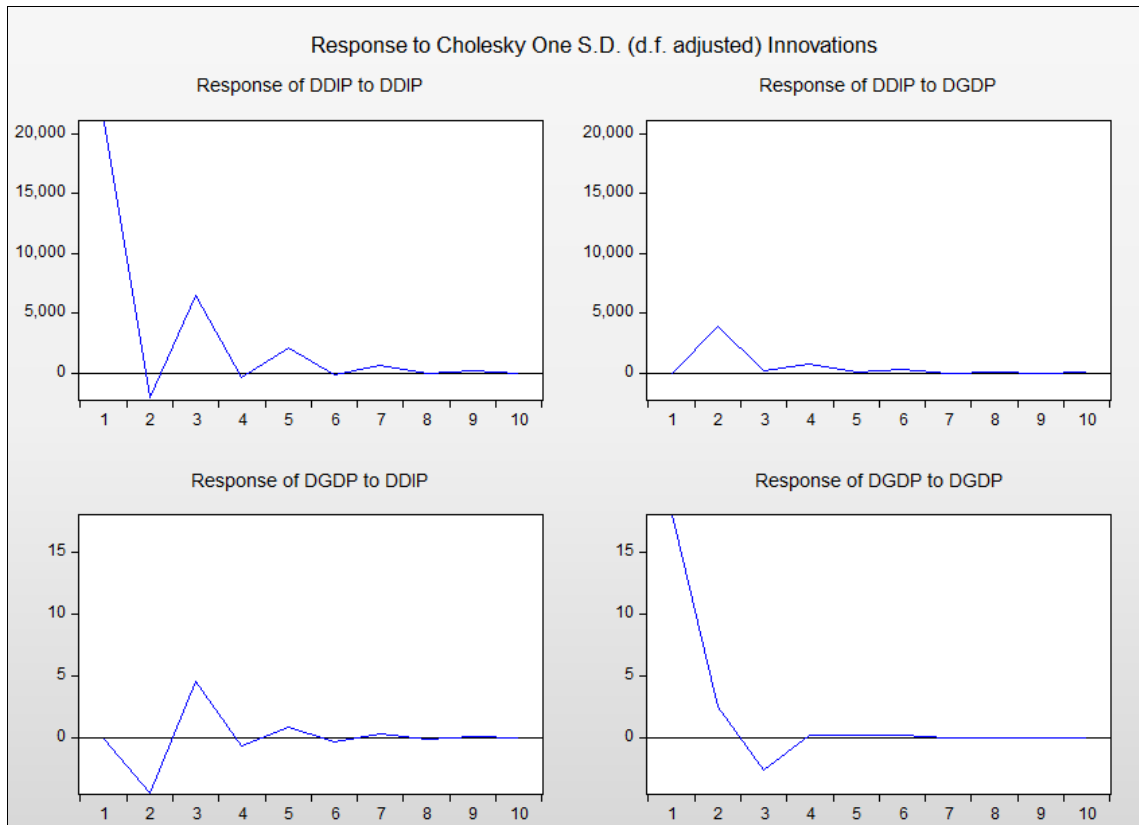 Response to Cholesky One S.D. (d.f. adjusted) Innovations
Response of DDIP to DDIP
20,000
15,000
10,000
5,000
0
1 2 3 4 5 6 7 8 9 10
Response of DDIP to DGDP
20,000
15,000
10,000
5,000
0
1 2 3 4 5 6 7 8 9 10
Response of DGDP to DDIP
15
10
5
0
1 2 3 4 5 6 7 8 9 10
Response of DGDP to DGDP
15
10
5
0
1 2 3 4 5 6 7 8 9 10